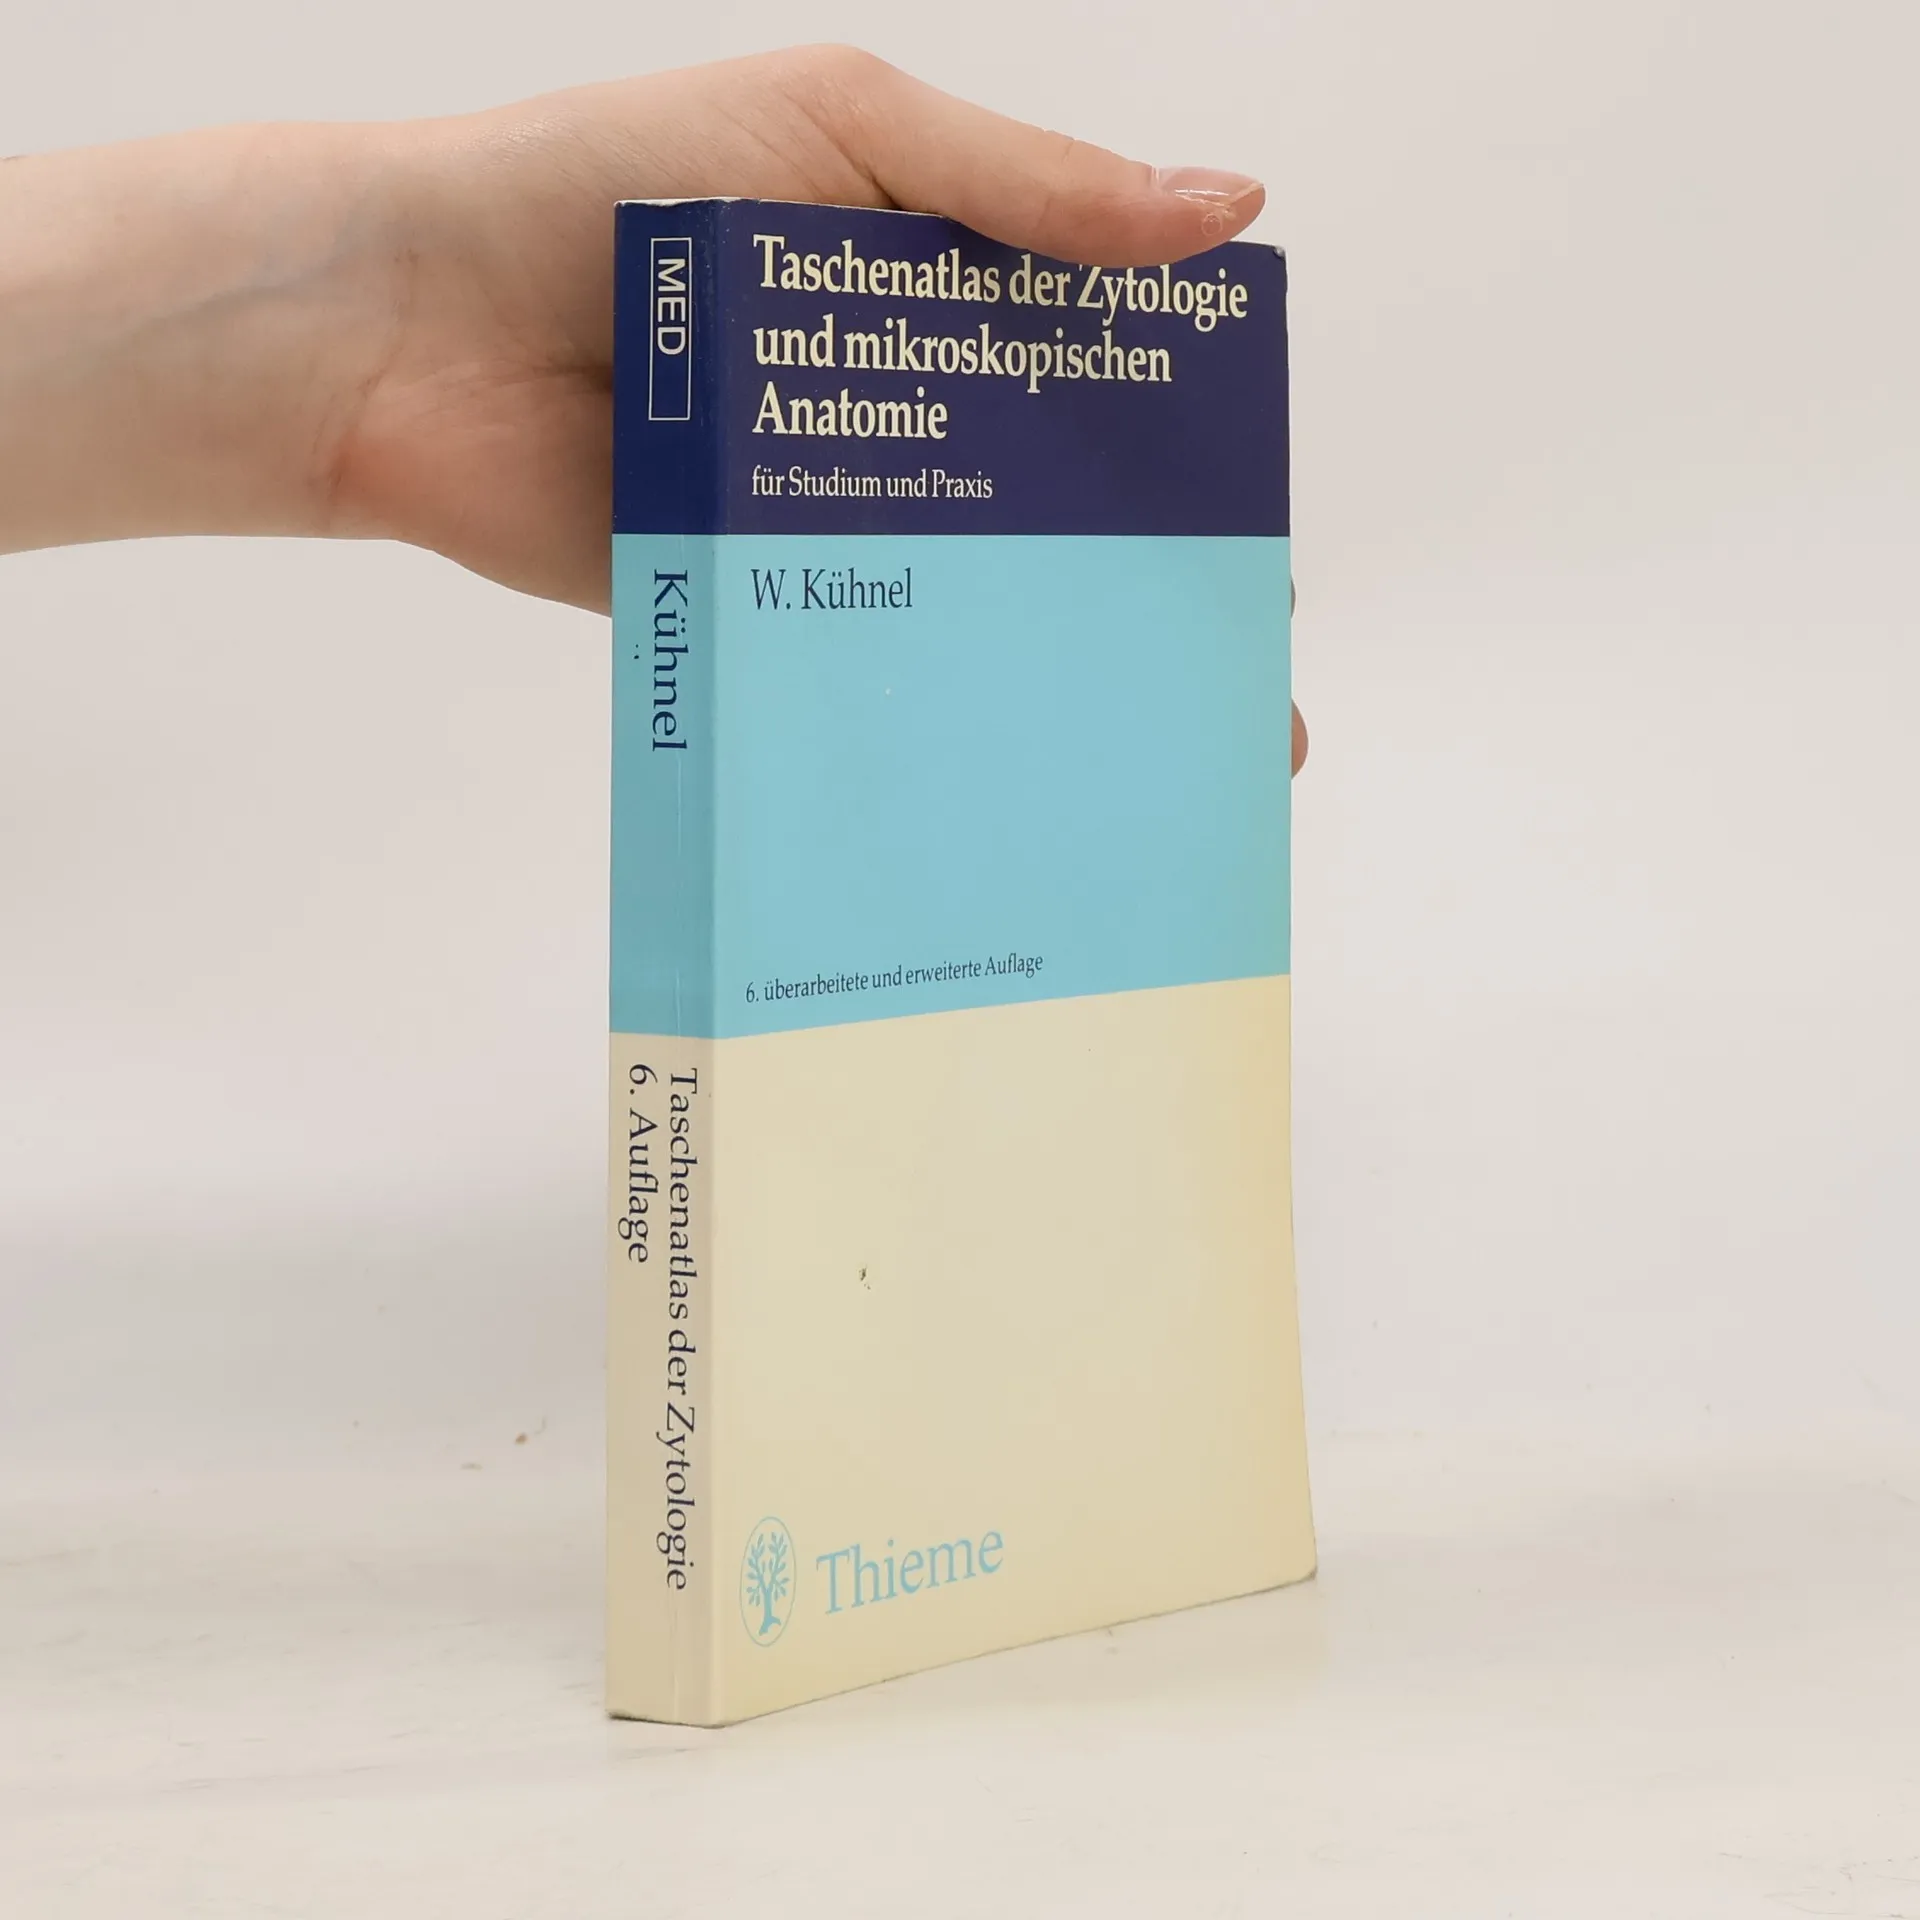 MED
Kühnel
Taschenatlas der Zytologie
6. Auflage
Taschenatlas der Zytologie
und mikroskopischen
Anatomie
für Studium und Praxis
W. Kühnel
6. überarbeitete und erweiterte Auflage
Thieme